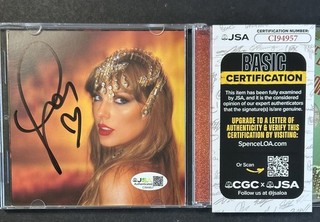 JSA
CERTIFICATION NUMBER:
CI94957
BASIC
CERTIFICATION
This item has been fully examined
by JSA, and it is the considered
opinion of our expert authenticators
that the signature(s) is/are genuine.
UPGRADE TO A LETTER OF
AUTHENTICITY & VERIFY THIS
CERTIFICATION BY VISITING:
SpenceLOA.com
Or Scan
CGC X JSA
Follow us @jsaloa